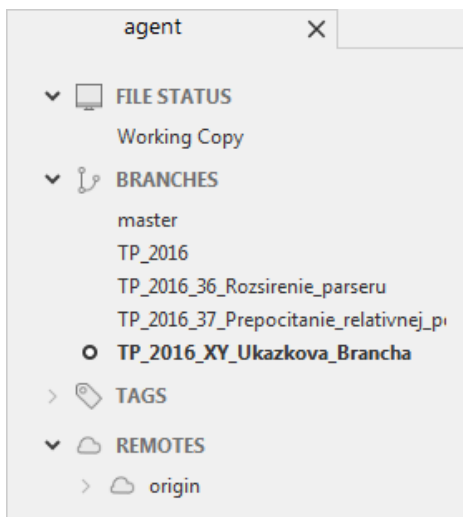 agent
FILE STATUS
Working Copy
BRANCHES
master
TP_2016
TP_2016_36_Rozsirenie_parseru
TP_2016_37_Prepocitanie_relativnej_p
TP_2016_XY_Ukazkova_Brancha
TAGS
REMOTES
origin